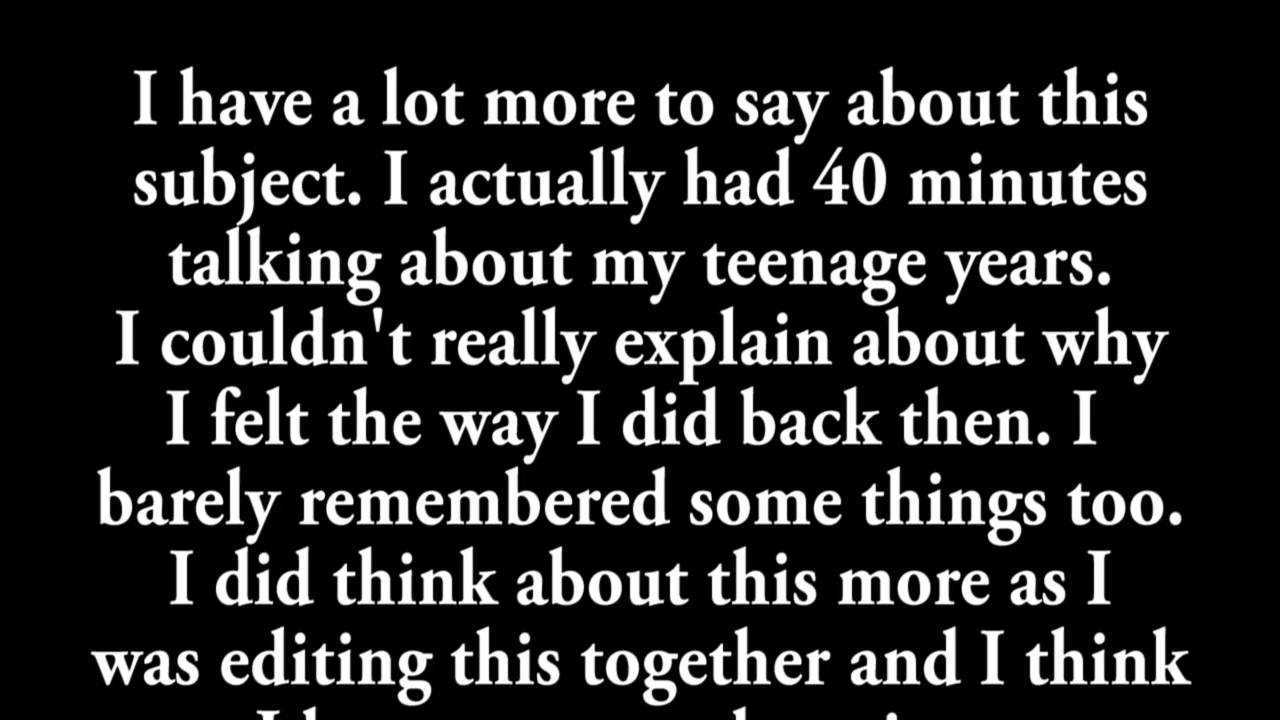 I have a lot more to say about this
subject. I actually had 40 minutes
talking about my teenage years.
I couldn't really explain about why
I felt the way I did back then. I
barely remembered some things too.
I did think about this more as I
was editing this together and I think